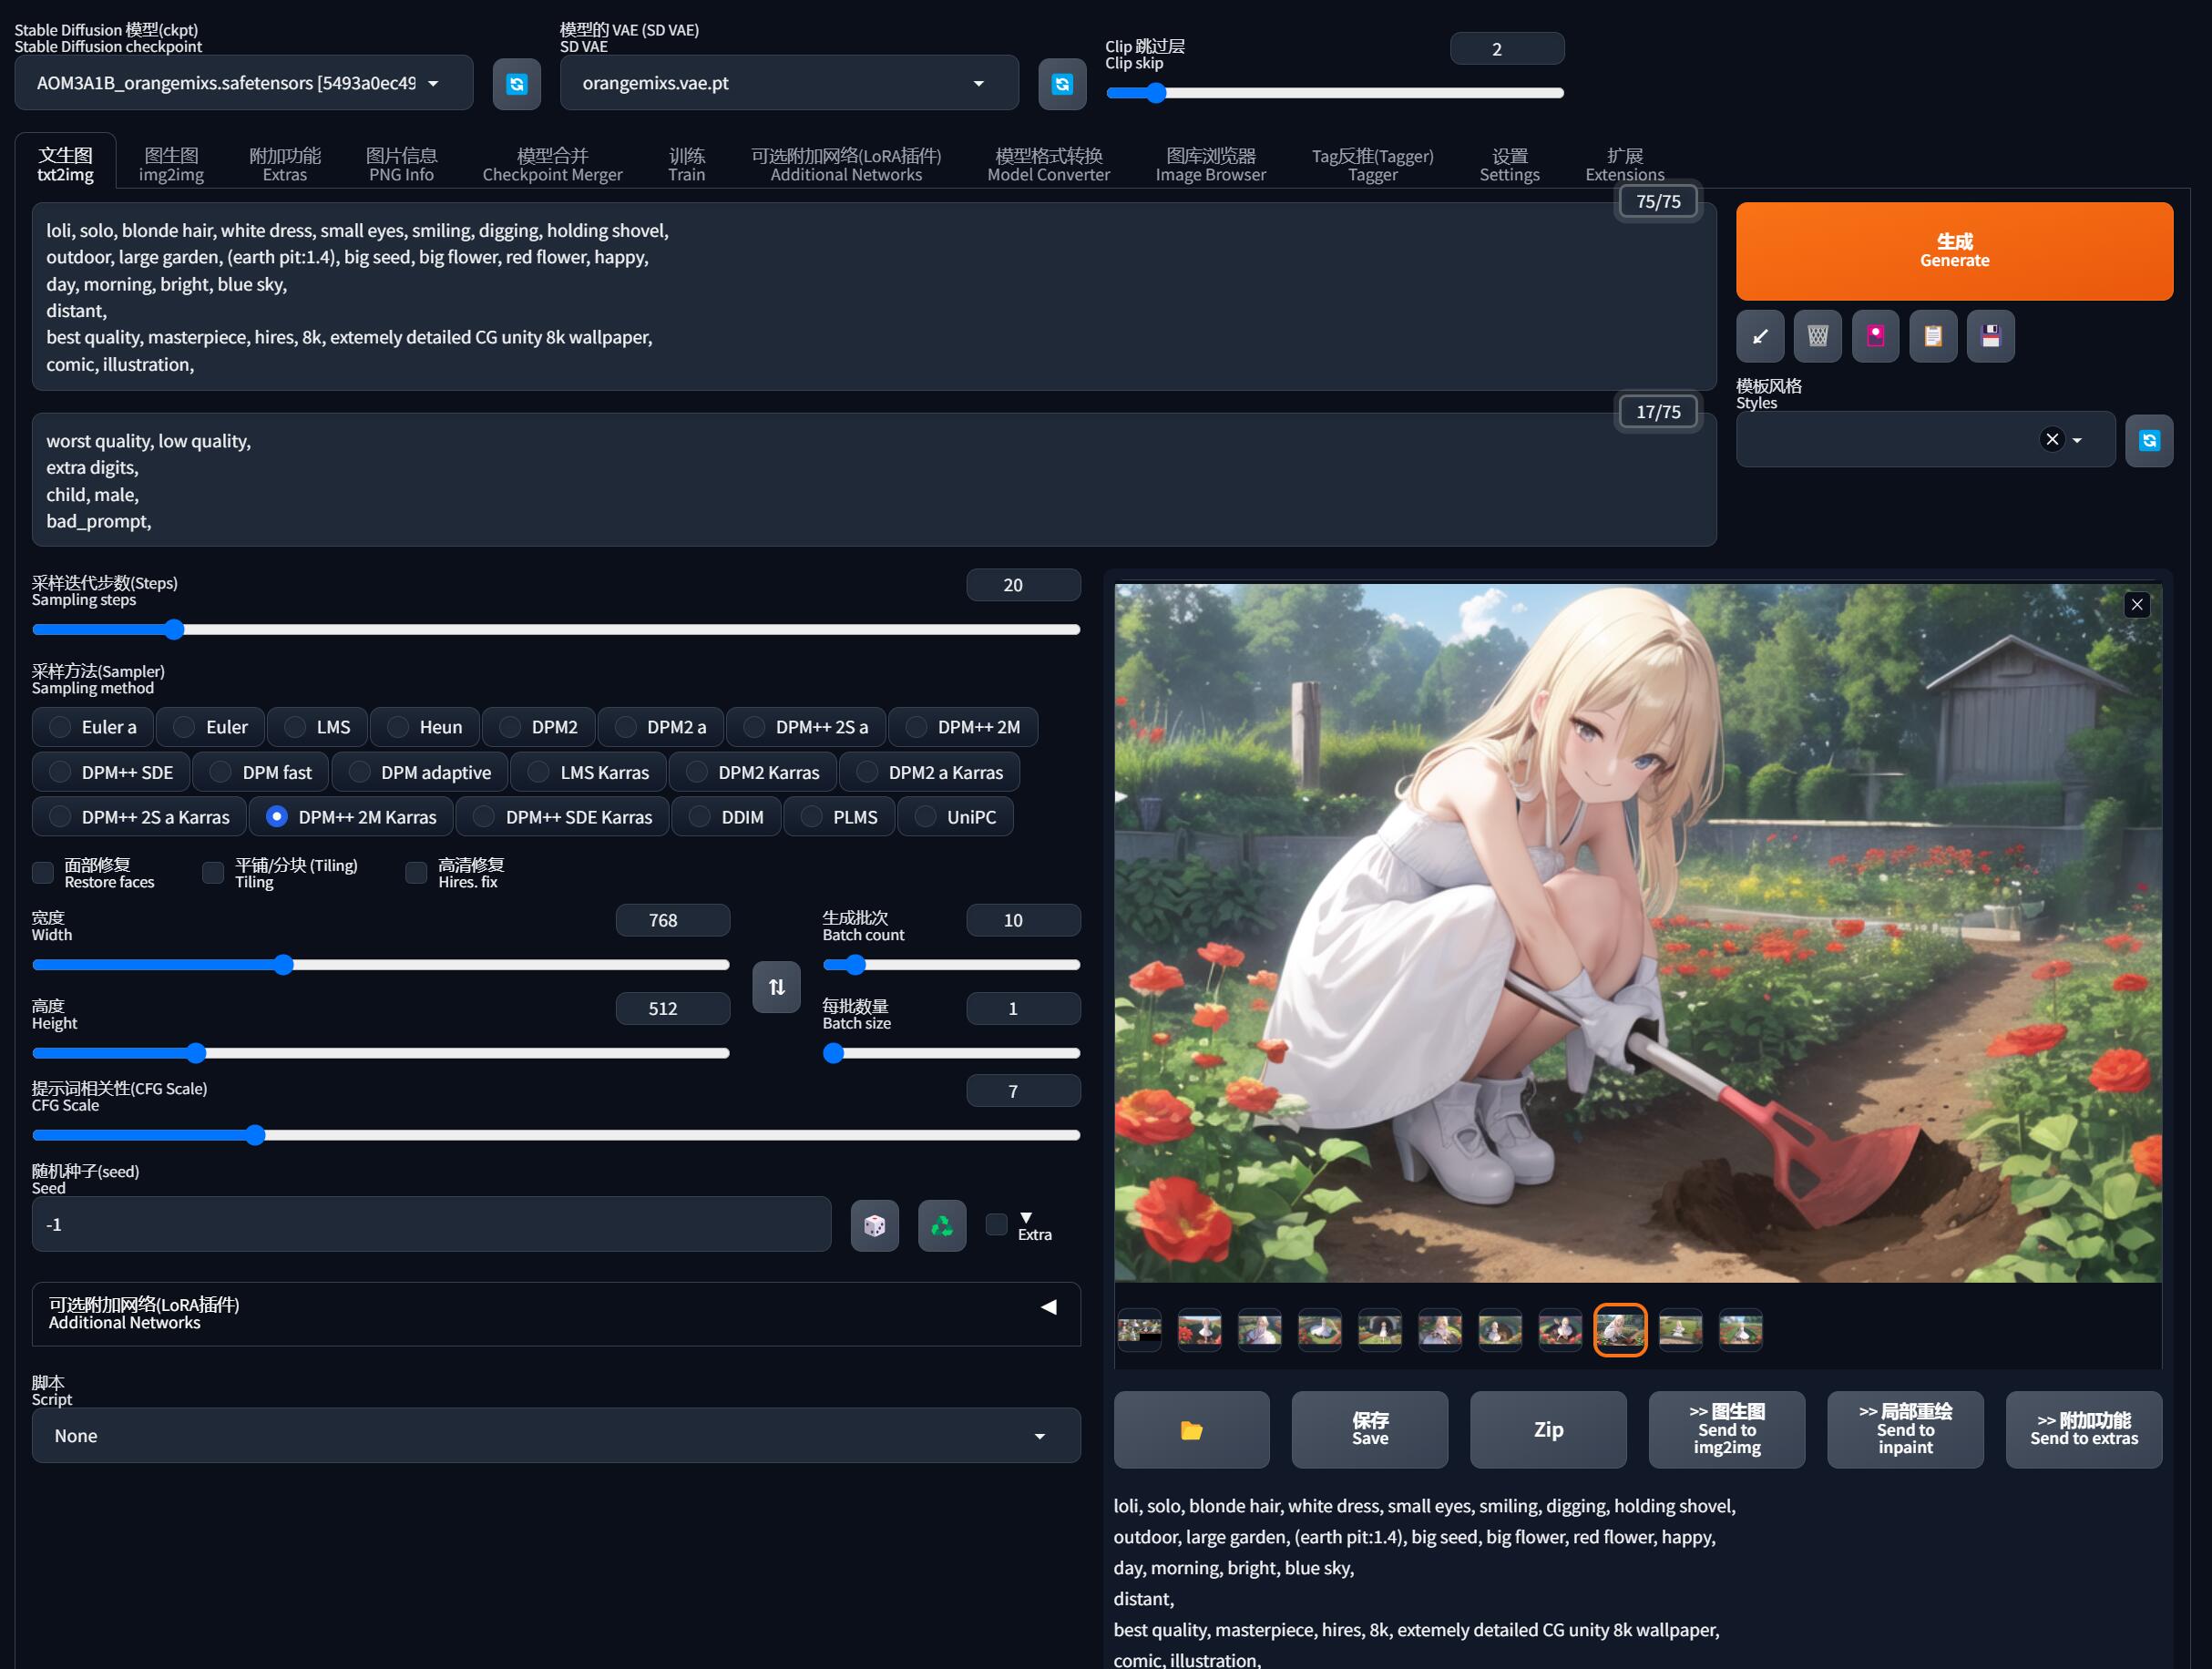 Stable Diffusion 模型(ckpt)
Stable Diffusion checkpoint
AOM3A1B_orangemixs.safetensors [5493a0ec49
模型的 VAE (SD VAE)
SD VAE
orangemixs.vae.pt
Clip 跳过层
Clip skip
2
文生图
txt2img
图生图
img2img
附加功能
Extras
图片信息
PNG Info
模型合并
Checkpoint Merger
训练
Train
可选附加网络(LoRA插件)
Additional Networks
模型格式转换
Model Converter
图库浏览器
Image Browser
Tag反推(Tagger)
Tagger
设置
Settings
扩展
Extensions
75/75
loli, solo, blonde hair, white dress, small eyes, smiling, digging, holding shovel,
outdoor, large garden, (earth pit:1.4), big seed, big flower, red flower, happy,
day, morning, bright, blue sky,
distant,
best quality, masterpiece, hires, 8k, extemely detailed CG unity 8k wallpaper,
comic, illustration,
17/75
worst quality, low quality,
extra digits,
child, male,
bad_prompt,
生成
Generate
模板风格
Styles
采样迭代步数(Steps)
Sampling steps
20
采样方法(Sampler)
Sampling method
Euler a
Euler
LMS
Heun
DPM2
DPM2 a
DPM++ 2S a
DPM++ 2M
DPM++ SDE
DPM fast
DPM adaptive
LMS Karras
DPM2 Karras
DPM2 a Karras
DPM++ 2S a Karras
DPM++ 2M Karras
DPM++ SDE Karras
DDIM
PLMS
UniPC
面部修复
Restore faces
平铺/分块 (Tiling)
Tiling
高清修复
Hires. fix
宽度
Width
768
高度
Height
512
生成批次
Batch count
10
每批数量
Batch size
1
提示词相关性(CFG Scale)
CFG Scale
7
随机种子(seed)
Seed
-1
▼
Extra
可选附加网络(LoRA插件)
Additional Networks
◀
脚本
Script
None
保存
Save
Zip
>> 图生图
Send to
img2img
>> 局部重绘
Send to
inpaint
>> 附加功能
Send to extras
loli, solo, blonde hair, white dress, small eyes, smiling, digging, holding shovel,
outdoor, large garden, (earth pit:1.4), big seed, big flower, red flower, happy,
day, morning, bright, blue sky,
distant,
best quality, masterpiece, hires, 8k, extemely detailed CG unity 8k wallpaper,
comic, illustration,